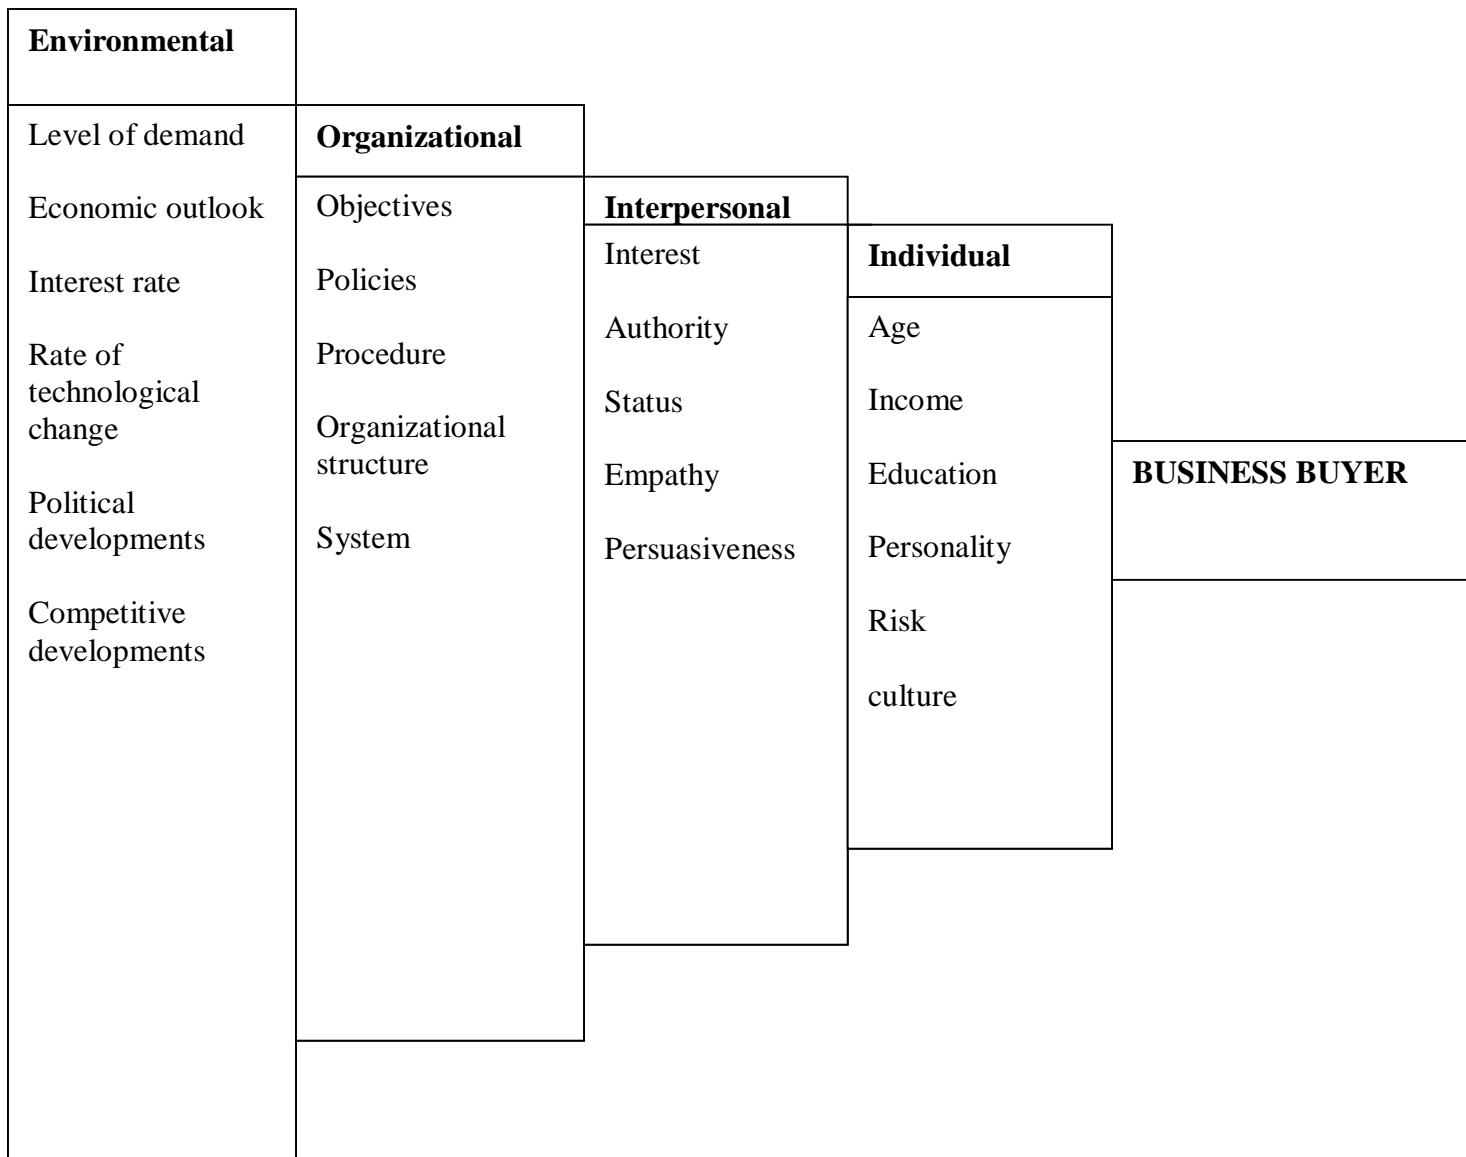 Environmental
Level of demand
Economic outlook
Interest rate
Rate of
technological
change
Political
developments
Competitive
developments
Organizational
Objectives
Policies
Procedure
Organizational
structure
System
Interpersonal
Interest
Authority
Status
Empathy
Persuasiveness
Individual
Age
Income
Education
Personality
Risk
culture
BUSINESS BUYER